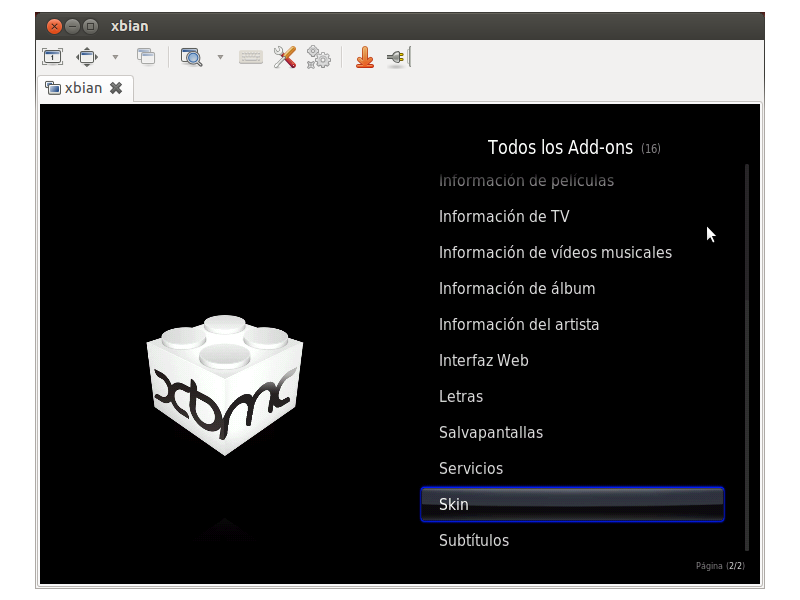 xbian
xbian
Todos los Add-ons (16)
Información de películas
Información de TV
Información de vídeos musicales
Información de álbum
Información del artista
Interfaz Web
Letras
Salvapantallas
Servicios
Skin
Subtítulos
xbmc
Página (2/2)